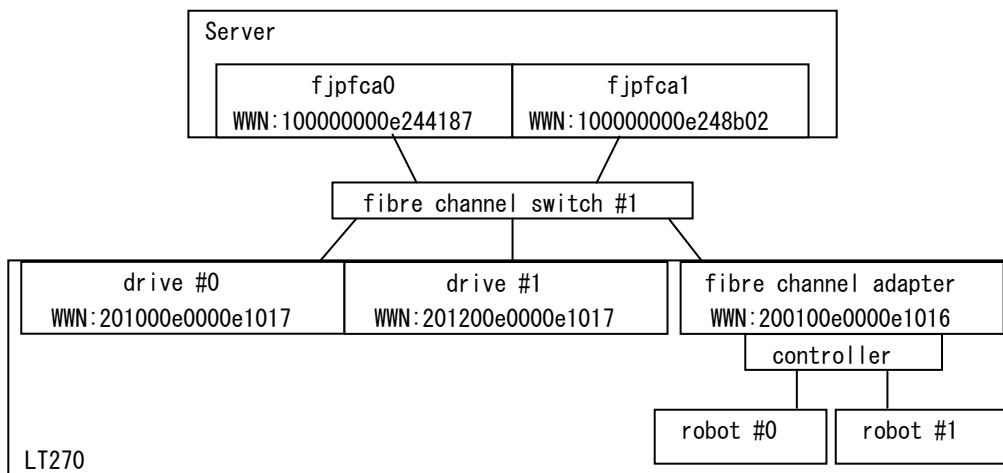 Server
fjpfca0
WWN:100000000e244187
fjpfca1
WWN:100000000e248b02
fibre channel switch #1
drive #0
WWN:201000e0000e1017
drive #1
WWN:201200e0000e1017
fibre channel adapter
WWN:200100e0000e1016
controller
robot #0
robot #1
LT270